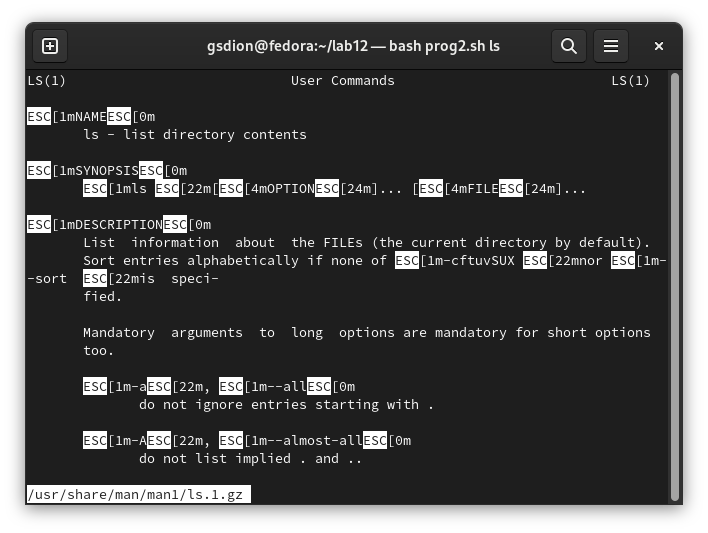 gsdion@fedora:~/lab12 — bash prog2.sh ls
LS(1) User Commands LS(1)
ESC[1mNAMEESC[0m
ls - list directory contents
ESC[1mSYNOPSISESC[0m
ESC[1mls ESC[22m[ESC[4mOPTIONESC[24m]... [ESC[4mFILEESC[24m]...
ESC[1mDESCRIPTIONESC[0m
List information about the FILEs (the current directory by default).
Sort entries alphabetically if none of ESC[1m-cftuvSUX ESC[22mnor ESC[1m-
-sort ESC[22mis speci-
fied.
Mandatory arguments to long options are mandatory for short options
too.
ESC[1m-aESC[22m, ESC[1m--allESC[0m
do not ignore entries starting with .
ESC[1m-AESC[22m, ESC[1m--almost-allESC[0m
do not list implied . and ..
/usr/share/man/man1/ls.1.gz